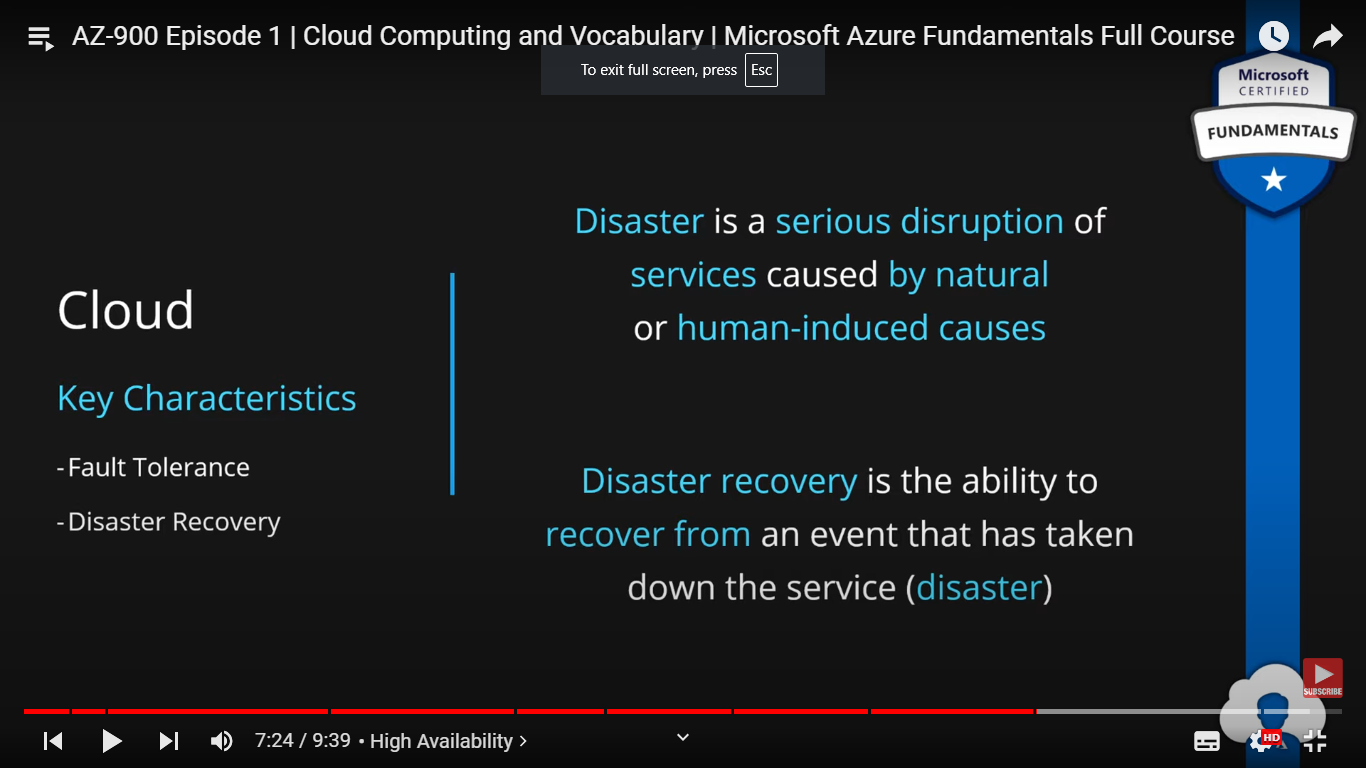 AZ-900 Episode 1 | Cloud Computing and Vocabulary | Microsoft Azure Fundamentals Full Course
To exit full screen, press Esc
Microsoft
CERTIFIED
FUNDAMENTALS
Disaster is a serious disruption of
services caused by natural
or human-induced causes
Cloud
Key Characteristics
- Fault Tolerance
- Disaster Recovery
Disaster recovery is the ability to
recover from an event that has taken
down the service (disaster)
SUBSCRIBE
7:24 / 9:39 • High Availability >
HD